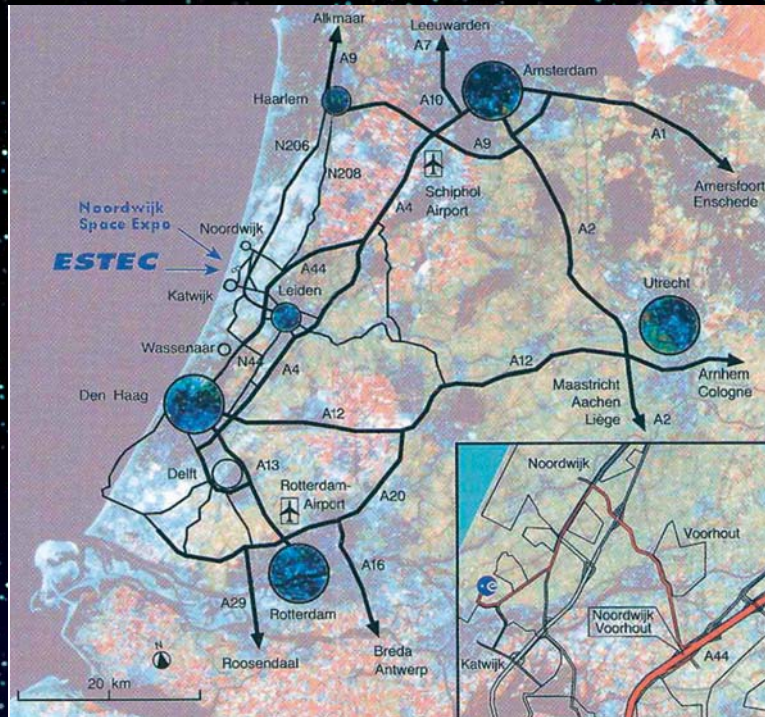 Alkmaar
Leeuwarden
A9
A7
Amsterdam
Haarlem
A10
N206
A9
A1
N208
Schiphol
Airport
Amersfoort
Enschede
A4
Noordwijk
Space Expo
Noordwijk
A2
ESTEC
A44
Katwijk
Leiden
Utrecht
Wassenaar
N44
A4
A12
Den Haag
Maastricht
Aachen
Liège
Arnhem
Cologne
A12
A2
Delft
A13
Rotterdam-
Airport
A20
Noordwijk
Voorhout
A16
A29
Rotterdam
Noordwijk
Voorhout
Breda
Antwerp
Roosendaal
Katwijk
A44
N
20 km